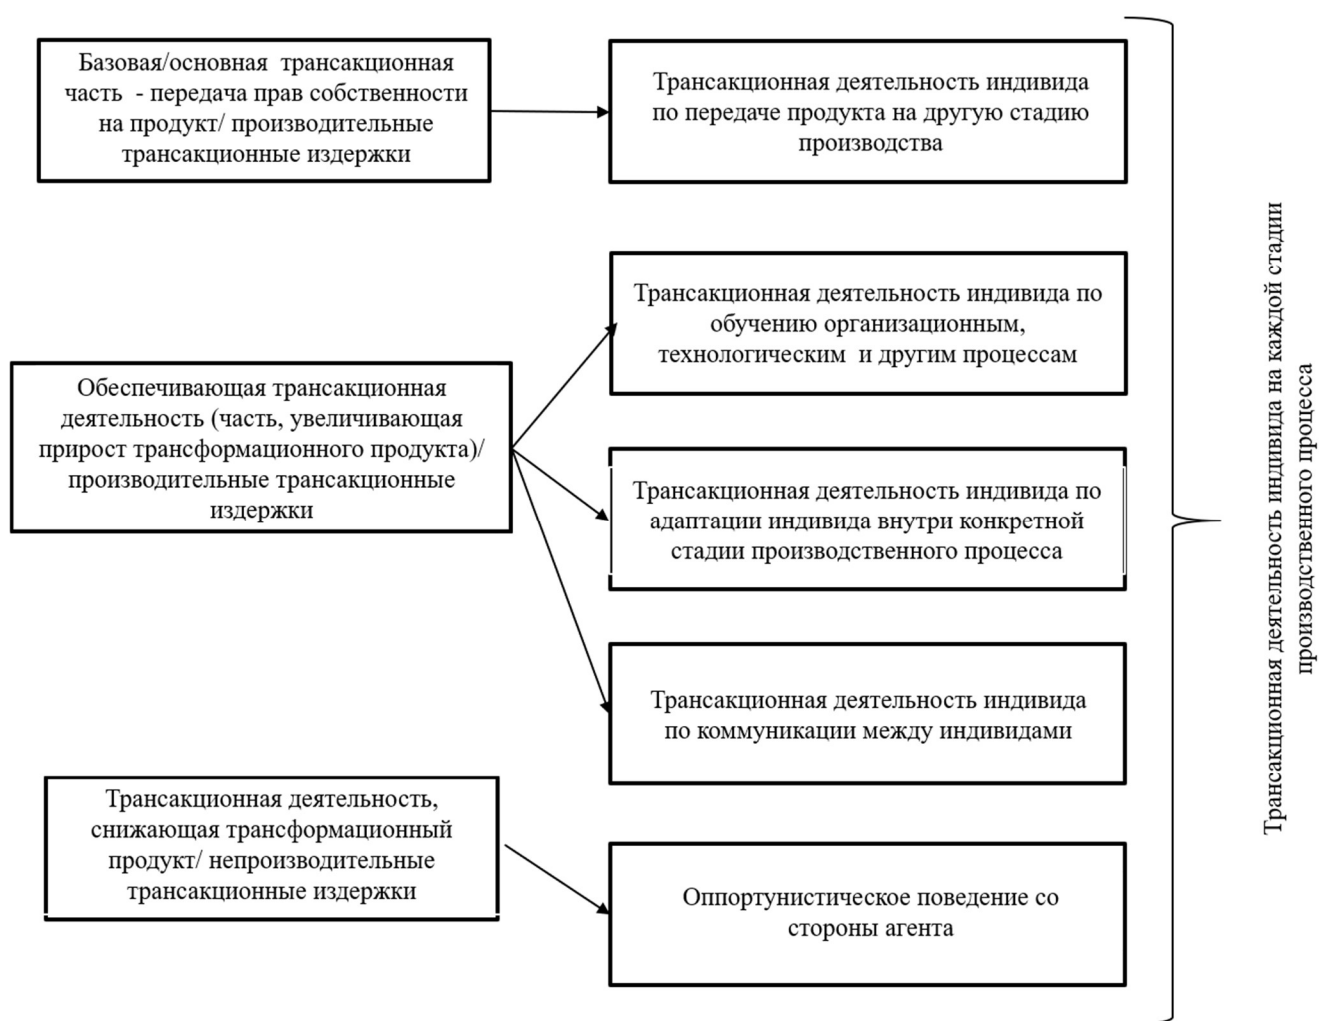 Базовая/основная трансакционная
часть - передача прав собственности
на продукт/ производительные
трансакционные издержки
Трансакционная деятельность индивида
по передаче продукта на другую стадию
производства
Трансакционная деятельность индивида по
обучению организационным,
технологическим и другим процессам
Обеспечивающая трансакционная
деятельность (часть, увеличивающая
прирост трансформационного продукта)/
производительные трансакционные
издержки
Трансакционная деятельность индивида по
адаптации индивида внутри конкретной
стадии производственного процесса
Трансакционная деятельность индивида
по коммуникации между индивидами
Трансакционная деятельность,
снижающая трансформационный
продукт/ непроизводительные
трансакционные издержки
Оппортунистическое поведение со
стороны агента
Трансакционная деятельность индивида на каждой стадии
производственного процесса